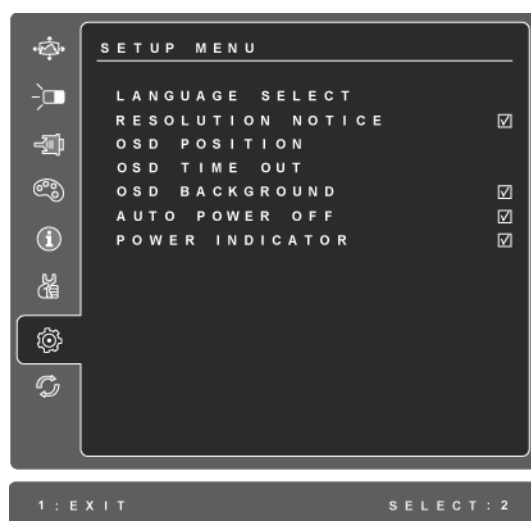 SETUP MENU
LANGUAGE SELECT
RESOLUTION NOTICE
OSD POSITION
OSD TIME OUT
OSD BACKGROUND
AUTO POWER OFF
POWER INDICATOR
1:EXIT SELECT:2